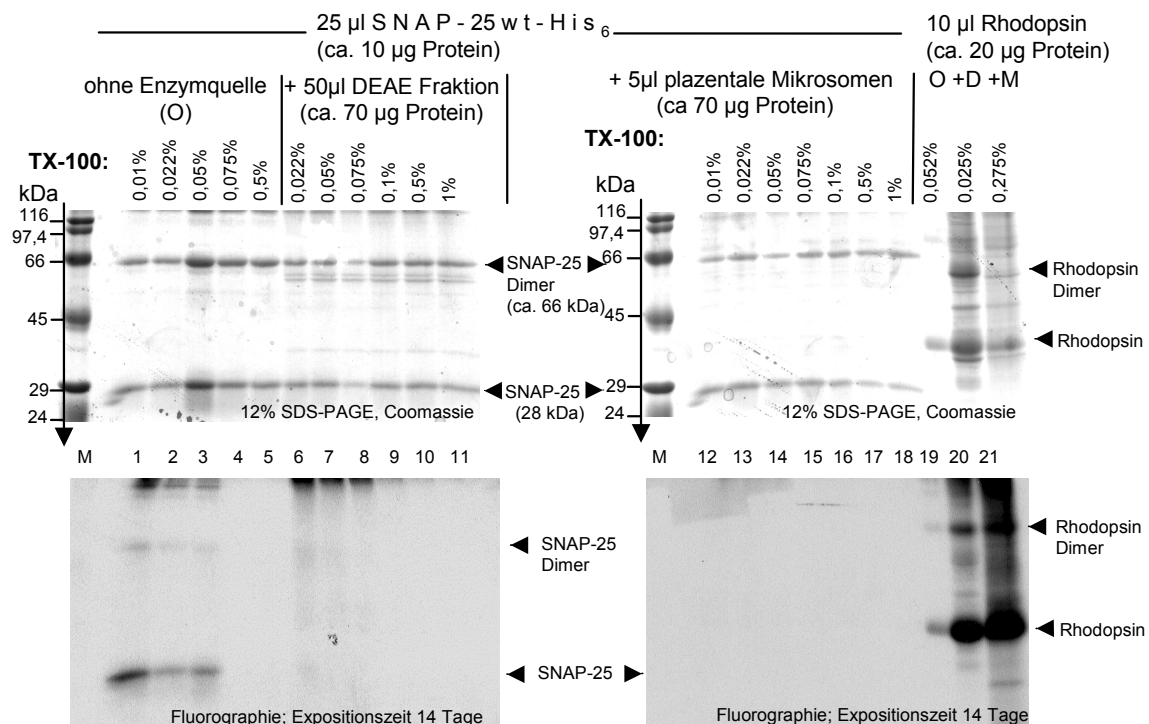 25 µl SNAP-25wt-His6
(ca. 10 µg Protein)
10 µl Rhodopsin
(ca. 20 µg Protein)
ohne Enzymquelle
(O)
+ 50µl DEAE Fraktion
(ca. 70 µg Protein)
+ 5µl plazentale Mikrosomen
(ca 70 µg Protein)
O +D +M
TX-100:
0,01%
0,022%
0,05%
0,075%
0,5%
0,022%
0,05%
0,075%
0,1%
0,5%
1%
TX-100:
0,01%
0,022%
0,05%
0,075%
0,1%
0,5%
1%
0,052%
0,025%
0,275%
kDa
116
97,4
66
45
29
24
SNAP-25
Dimer
(ca. 66 kDa)
SNAP-25
(28 kDa)
12% SDS-PAGE, Coomassie
kDa
116
97,4
66
45
29
24
Rhodopsin
Dimer
Rhodopsin
12% SDS-PAGE, Coomassie
M 1 2 3 4 5 6 7 8 9 10 11
M 12 13 14 15 16 17 18 19 20 21
SNAP-25
Dimer
SNAP-25
Fluorographie; Expositionszeit 14 Tage
Rhodopsin
Dimer
Rhodopsin
Fluorographie; Expositionszeit 14 Tage